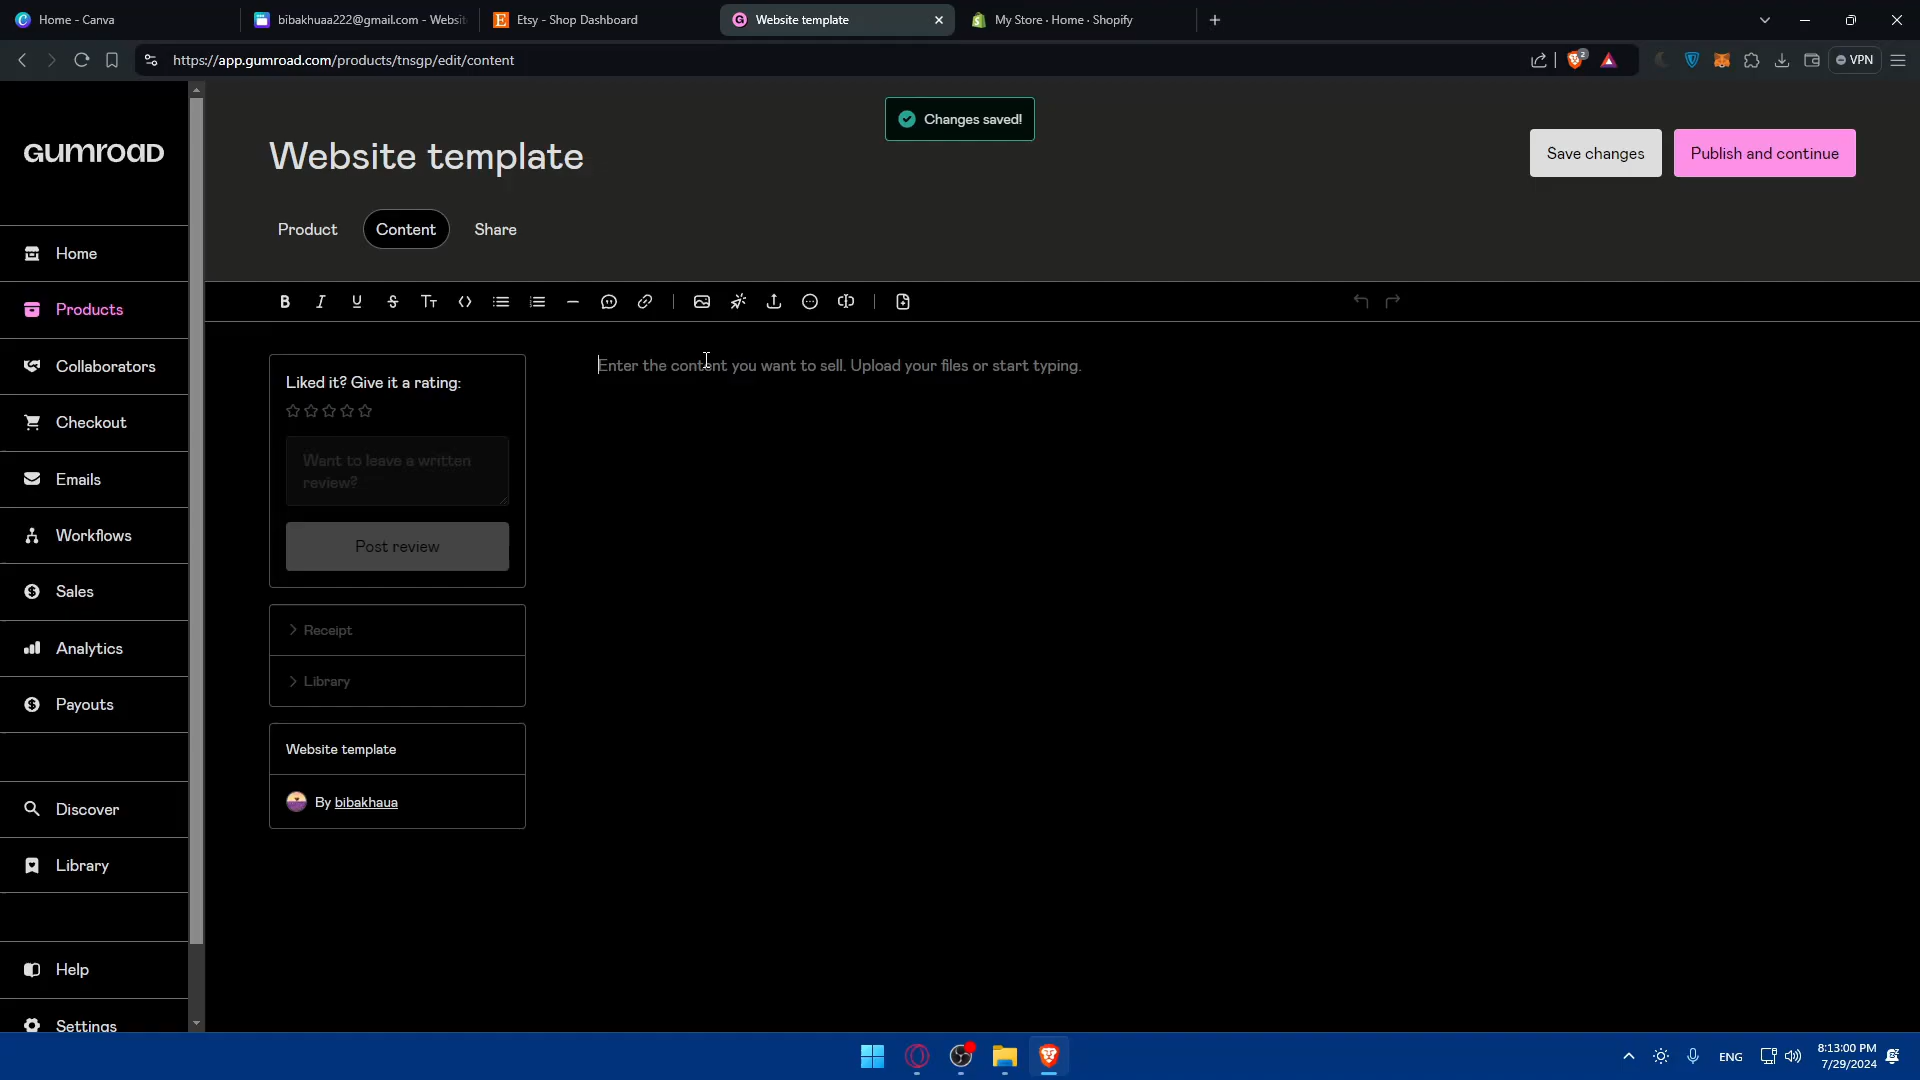 Home - Canva
bibakhuaa222@gmail.com - Websit
Etsy - Shop Dashboard
Website template
My Store · Home · Shopify
https://app.gumroad.com/products/tnsgp/edit/content
2
VPN
GUMROAD
Changes saved!
Website template
Save changes
Publish and continue
Product
Content
Share
Home
Products
Collaborators
Checkout
Emails
Workflows
Sales
Analytics
Payouts
Discover
Library
Help
Settings
Liked it? Give it a rating:
Want to leave a written
review?
Post review
Receipt
Library
Website template
By bibakhaua
Enter the content you want to sell. Upload your files or start typing.
ENG
8:13:00 PM
7/29/2024